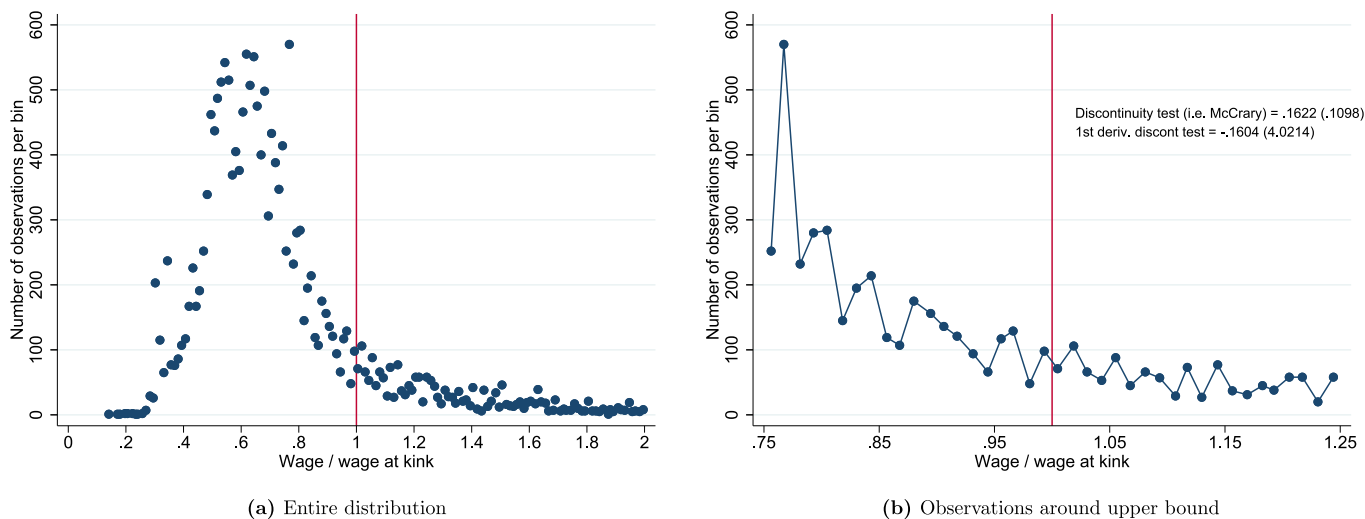 600
500
400
300
200
100
0
Number of observations per bin
0 .2 .4 .6 .8 1 1.2 1.4 1.6 1.8 2
Wage / wage at kink
(a) Entire distribution
600
500
400
300
200
100
0
Number of observations per bin
Discontinuity test (i.e. McCrary) = .1622 (.1098)
1st deriv. discont test = -.1604 (4.0214)
.75 .85 .95 1.05 1.15 1.25
Wage / wage at kink
(b) Observations around upper bound